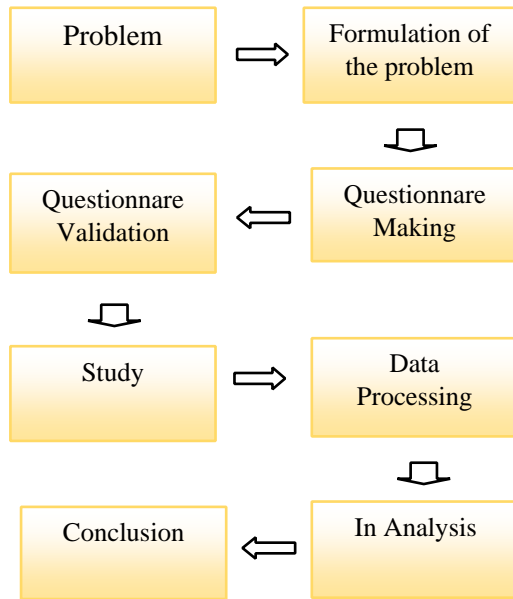 Problem
Formulation of
the problem
Questionnare
Making
Questionnare
Validation
Study
Data
Processing
In Analysis
Conclusion